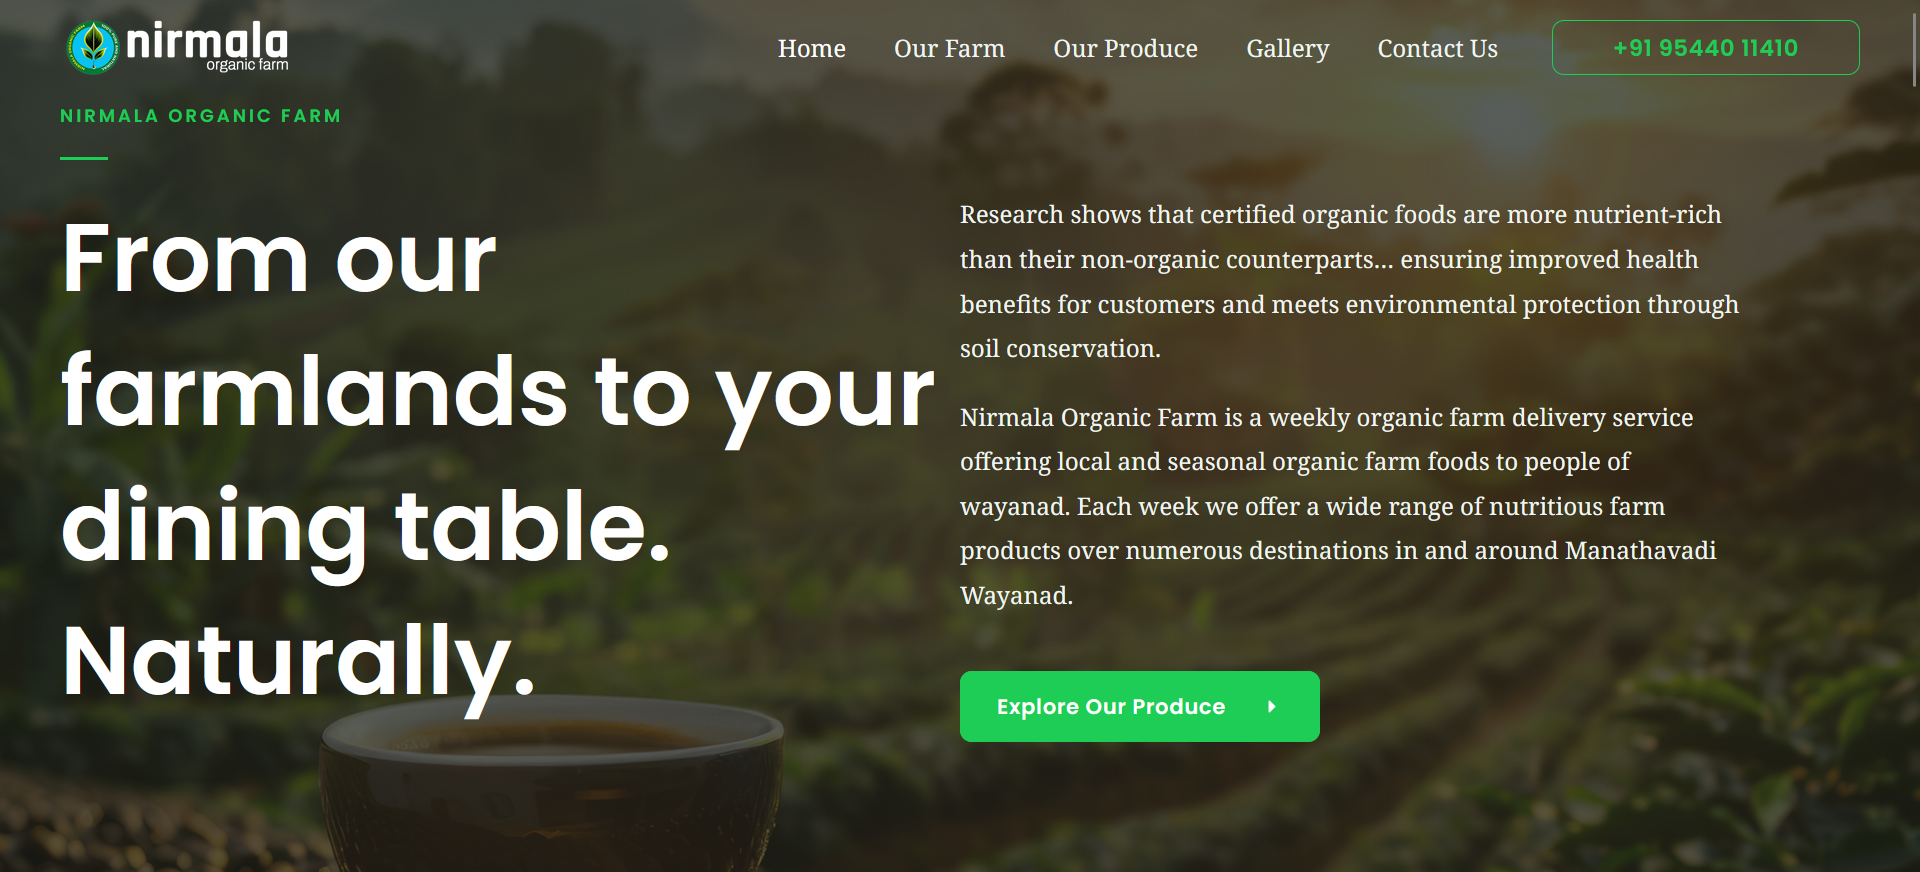 nirmala
organic farm
Home
Our Farm
Our Produce
Gallery
Contact Us
+91 95440 11410
NIRMALA ORGANIC FARM
From our
farmlands to your
dining table.
Naturally.
Research shows that certified organic foods are more nutrient-rich
than their non-organic counterparts... ensuring improved health
benefits for customers and meets environmental protection through
soil conservation.
Nirmala Organic Farm is a weekly organic farm delivery service
offering local and seasonal organic farm foods to people of
wayanad. Each week we offer a wide range of nutritious farm
products over numerous destinations in and around Manathavadi
Wayanad.
Explore Our Produce